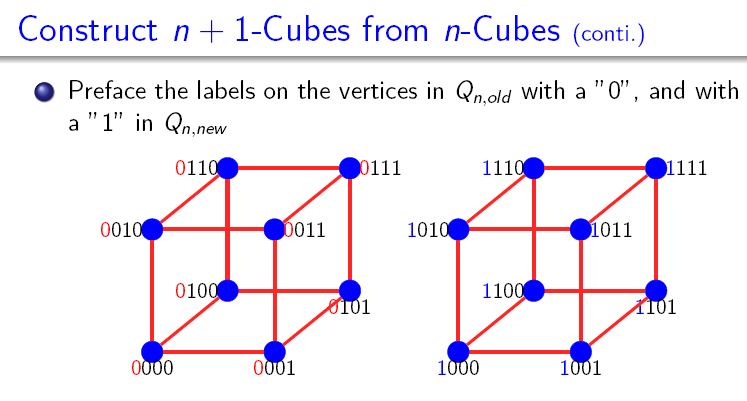 Construct n + 1-Cubes from n-Cubes (conti.)
Preface the labels on the vertices in Qn,old with a "0", and with
a "1" in Qn,new
0110 0111 1110 1111
0010 0011 1010 1011
0100 1100
0101 1101
0000 0001 1000 1001